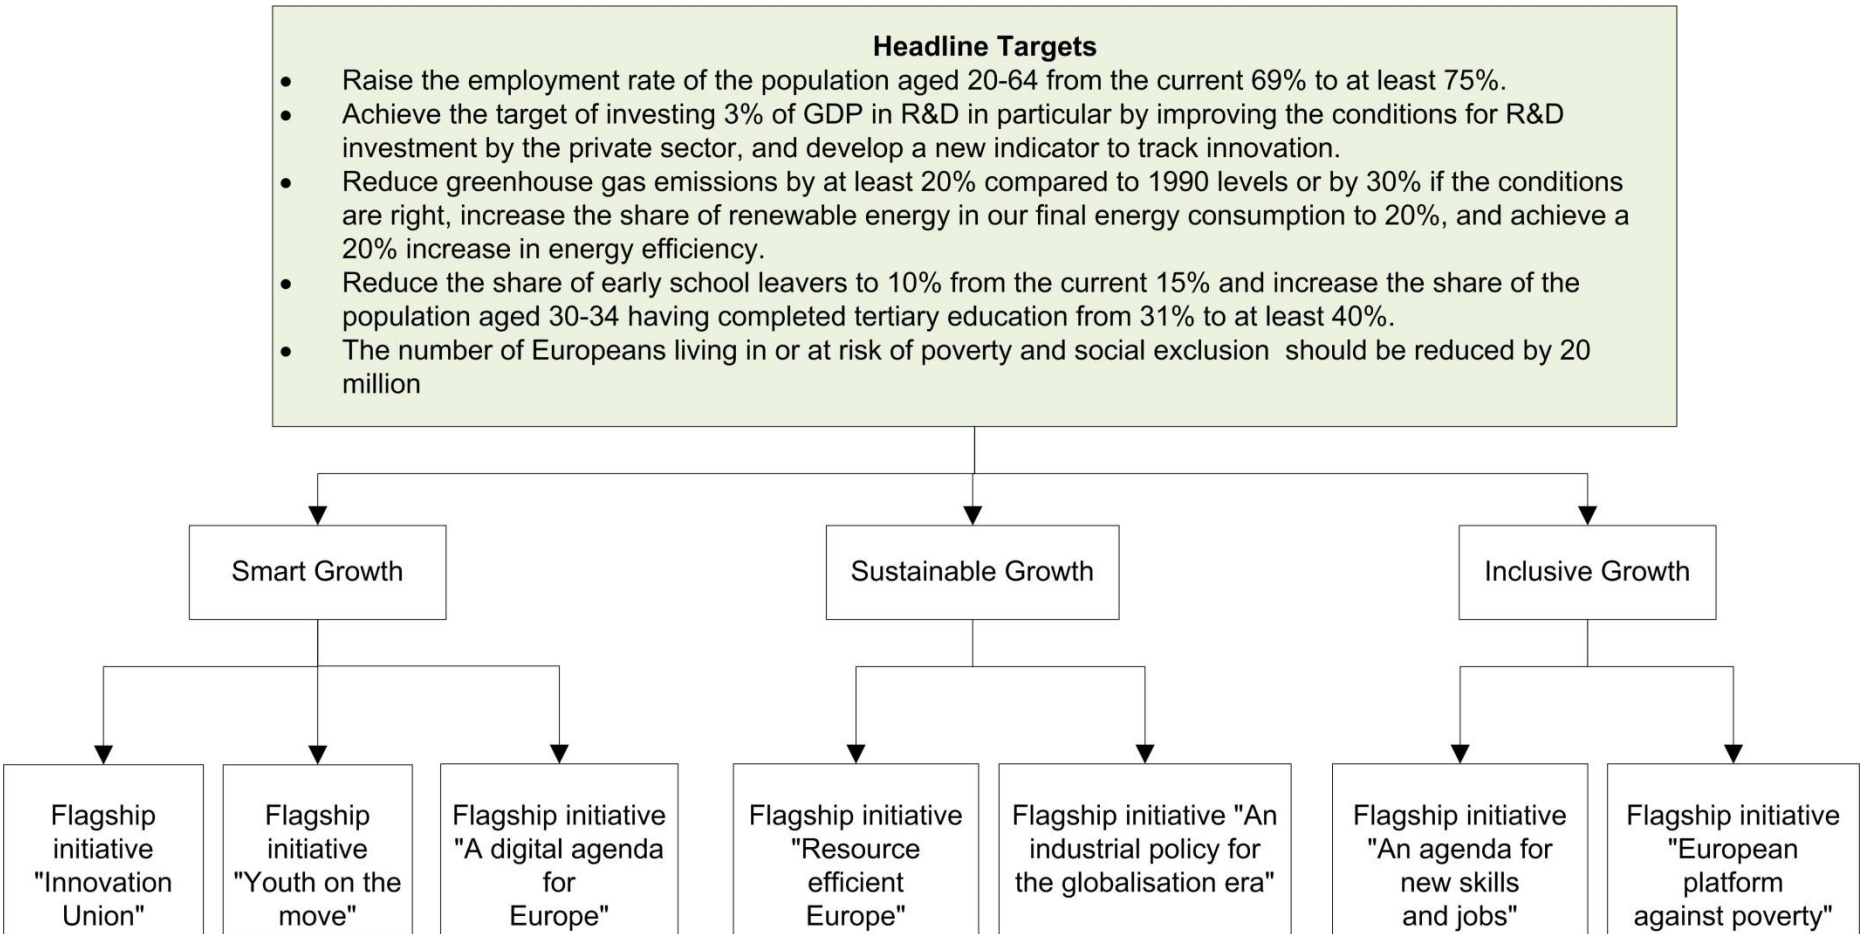 Headline Targets
• Raise the employment rate of the population aged 20-64 from the current 69% to at least 75%.
• Achieve the target of investing 3% of GDP in R&D in particular by improving the conditions for R&D
investment by the private sector, and develop a new indicator to track innovation.
• Reduce greenhouse gas emissions by at least 20% compared to 1990 levels or by 30% if the conditions
are right, increase the share of renewable energy in our final energy consumption to 20%, and achieve a
20% increase in energy efficiency.
• Reduce the share of early school leavers to 10% from the current 15% and increase the share of the
population aged 30-34 having completed tertiary education from 31% to at least 40%.
• The number of Europeans living in or at risk of poverty and social exclusion  should be reduced by 20
million
Smart Growth
Sustainable Growth
Inclusive Growth
Flagship
initiative
"Innovation
Union"
Flagship
initiative
"Youth on the
move"
Flagship initiative
"A digital agenda
for
Europe"
Flagship initiative
"Resource
efficient
Europe"
Flagship initiative "An
industrial policy for
the globalisation era"
Flagship initiative
"An agenda for
new skills
and jobs"
Flagship initiative
"European
platform
against poverty"